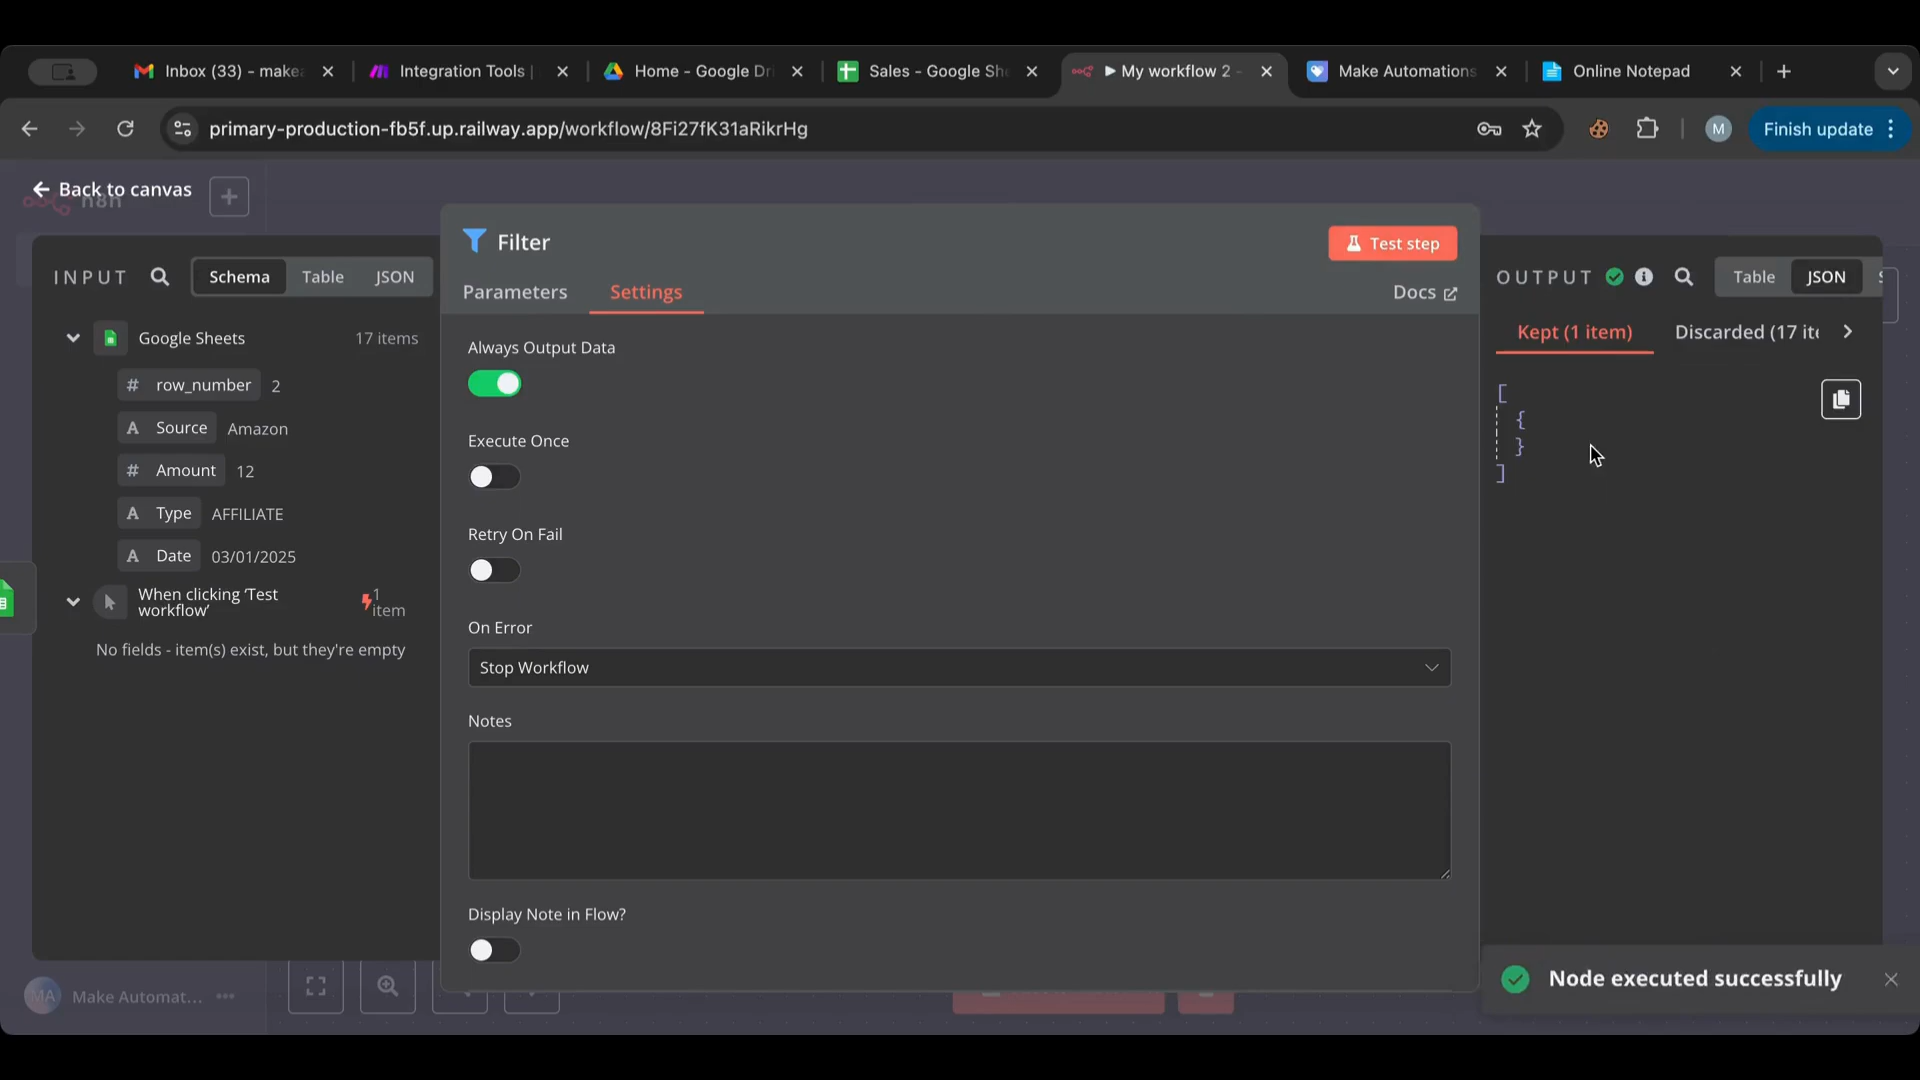 Inbox (33) - make
Integration Tools
Home - Google Dri
Sales - Google She
My workflow 2 -
Make Automations
Online Notepad
primary-production-fb5f.up.railway.app/workflow/8Fi27fK31aRikrHg
M
Finish update
Back to canvas
n8n
INPUT
Schema
Table
JSON
Google Sheets
17 items
# row_number 2
A Source Amazon
# Amount 12
A Type AFFILIATE
A Date 03/01/2025
When clicking ‘Test
workflow’
1
item
No fields - item(s) exist, but they're empty
MA
Make Automat...
Filter
Test step
Parameters
Settings
Docs
Always Output Data
Execute Once
Retry On Fail
On Error
Stop Workflow
Notes
Display Note in Flow?
OUTPUT
Table
JSON
S
Kept (1 item)
Discarded (17 ite
[
{
}
]
Node executed successfully